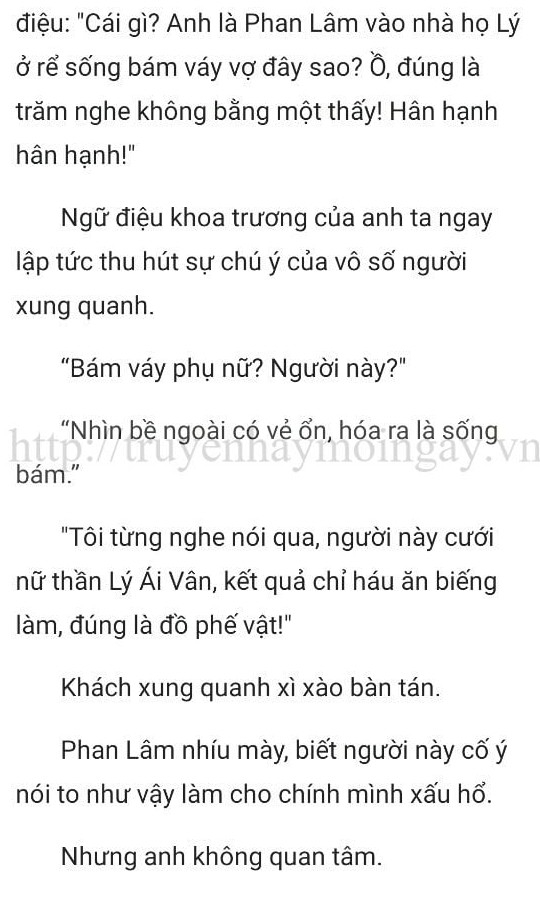 điệu: "Cái gì? Anh là Phan Lâm vào nhà họ Lý
ở rể sống bám váy vợ đây sao? Ồ, đúng là
trăm nghe không bằng một thấy! Hân hạnh
hân hạnh!"
Ngữ điệu khoa trương của anh ta ngay
lập tức thu hút sự chú ý của vô số người
xung quanh.
“Bám váy phụ nữ? Người này?"
“Nhìn bề ngoài có vẻ ổn, hóa ra là sống
http://truyenhaymoingay.vn
bám.”
"Tôi từng nghe nói qua, người này cưới
nữ thần Lý Ái Vân, kết quả chỉ háu ăn biếng
làm, đúng là đồ phế vật!"
Khách xung quanh xì xào bàn tán.
Phan Lâm nhíu mày, biết người này cố ý
nói to như vậy làm cho chính mình xấu hổ.
Nhưng anh không quan tâm.